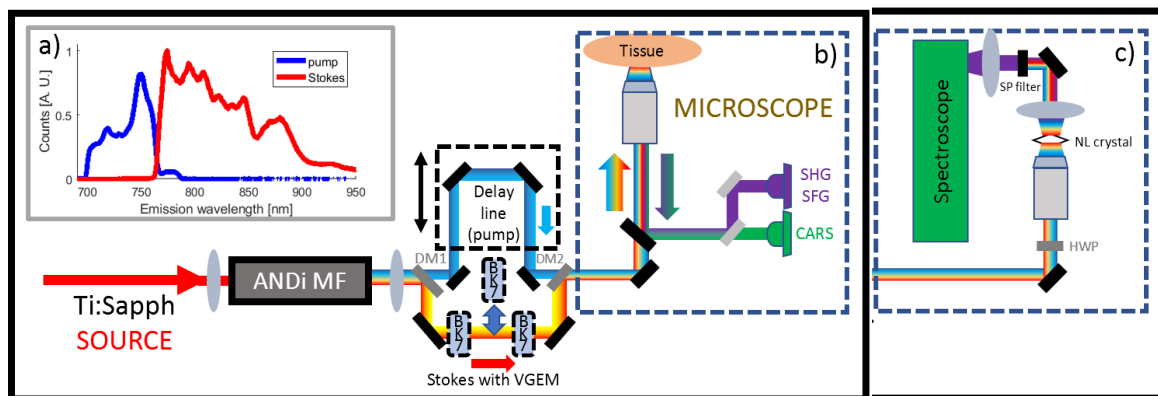 a)
1
0.5
0
Counts [A. U.]
pump
Stokes
690
750
800
850
900
950
Emission wavelength [nm]
Ti:Sapph
SOURCE
ANDi MF
DM1
Delay
line
(pump)
DM2
BK7
BK7
BK7
Stokes with VGEM
b)
Tissue
MICROSCOPE
SHG
SFG
CARS
c)
Spectroscope
SP filter
NL crystal
HWP